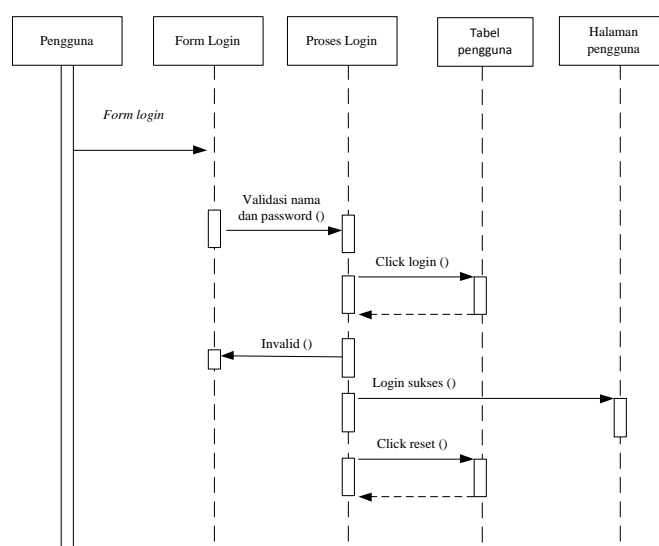 Pengguna
Form Login
Proses Login
Tabel
pengguna
Halaman
pengguna
Form login
Validasi nama
dan password ()
Click login ()
Invalid ()
Login sukses ()
Click reset ()